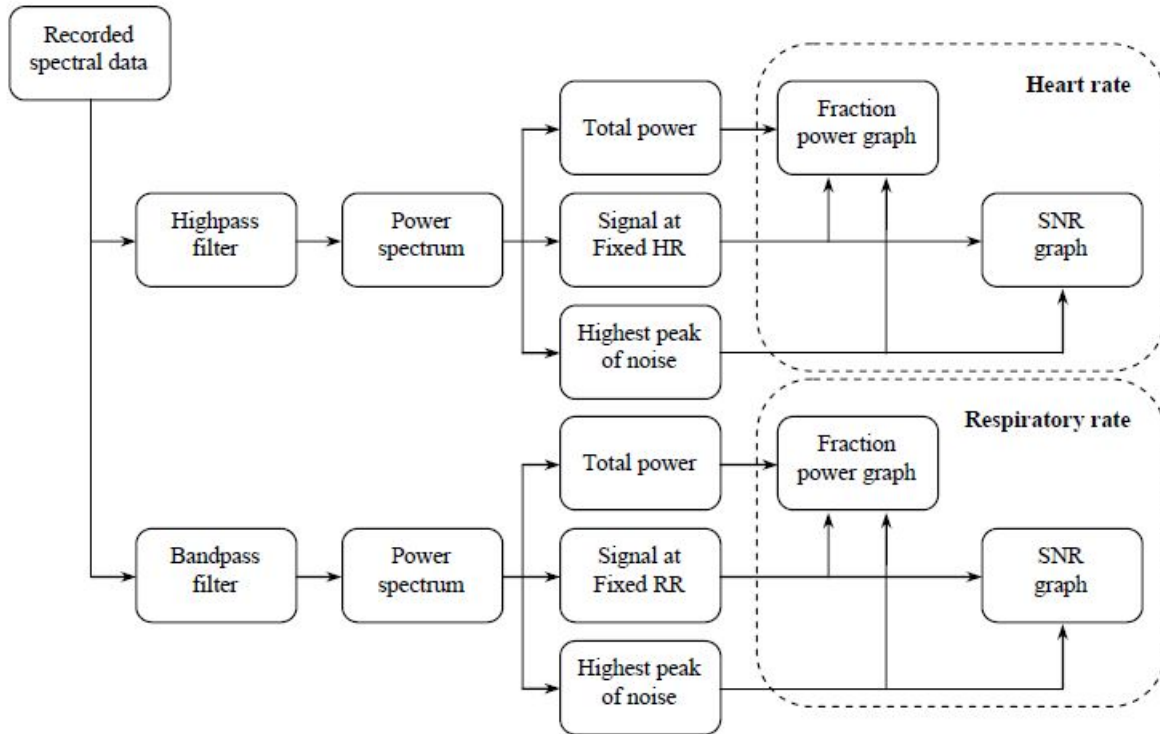 Recorded
spectral data
Heart rate
Total power
Fraction
power graph
Highpass
filter
Power
spectrum
Signal at
Fixed HR
SNR
graph
Highest peak
of noise
Respiratory rate
Total power
Fraction
power graph
Bandpass
filter
Power
spectrum
Signal at
Fixed RR
SNR
graph
Highest peak
of noise